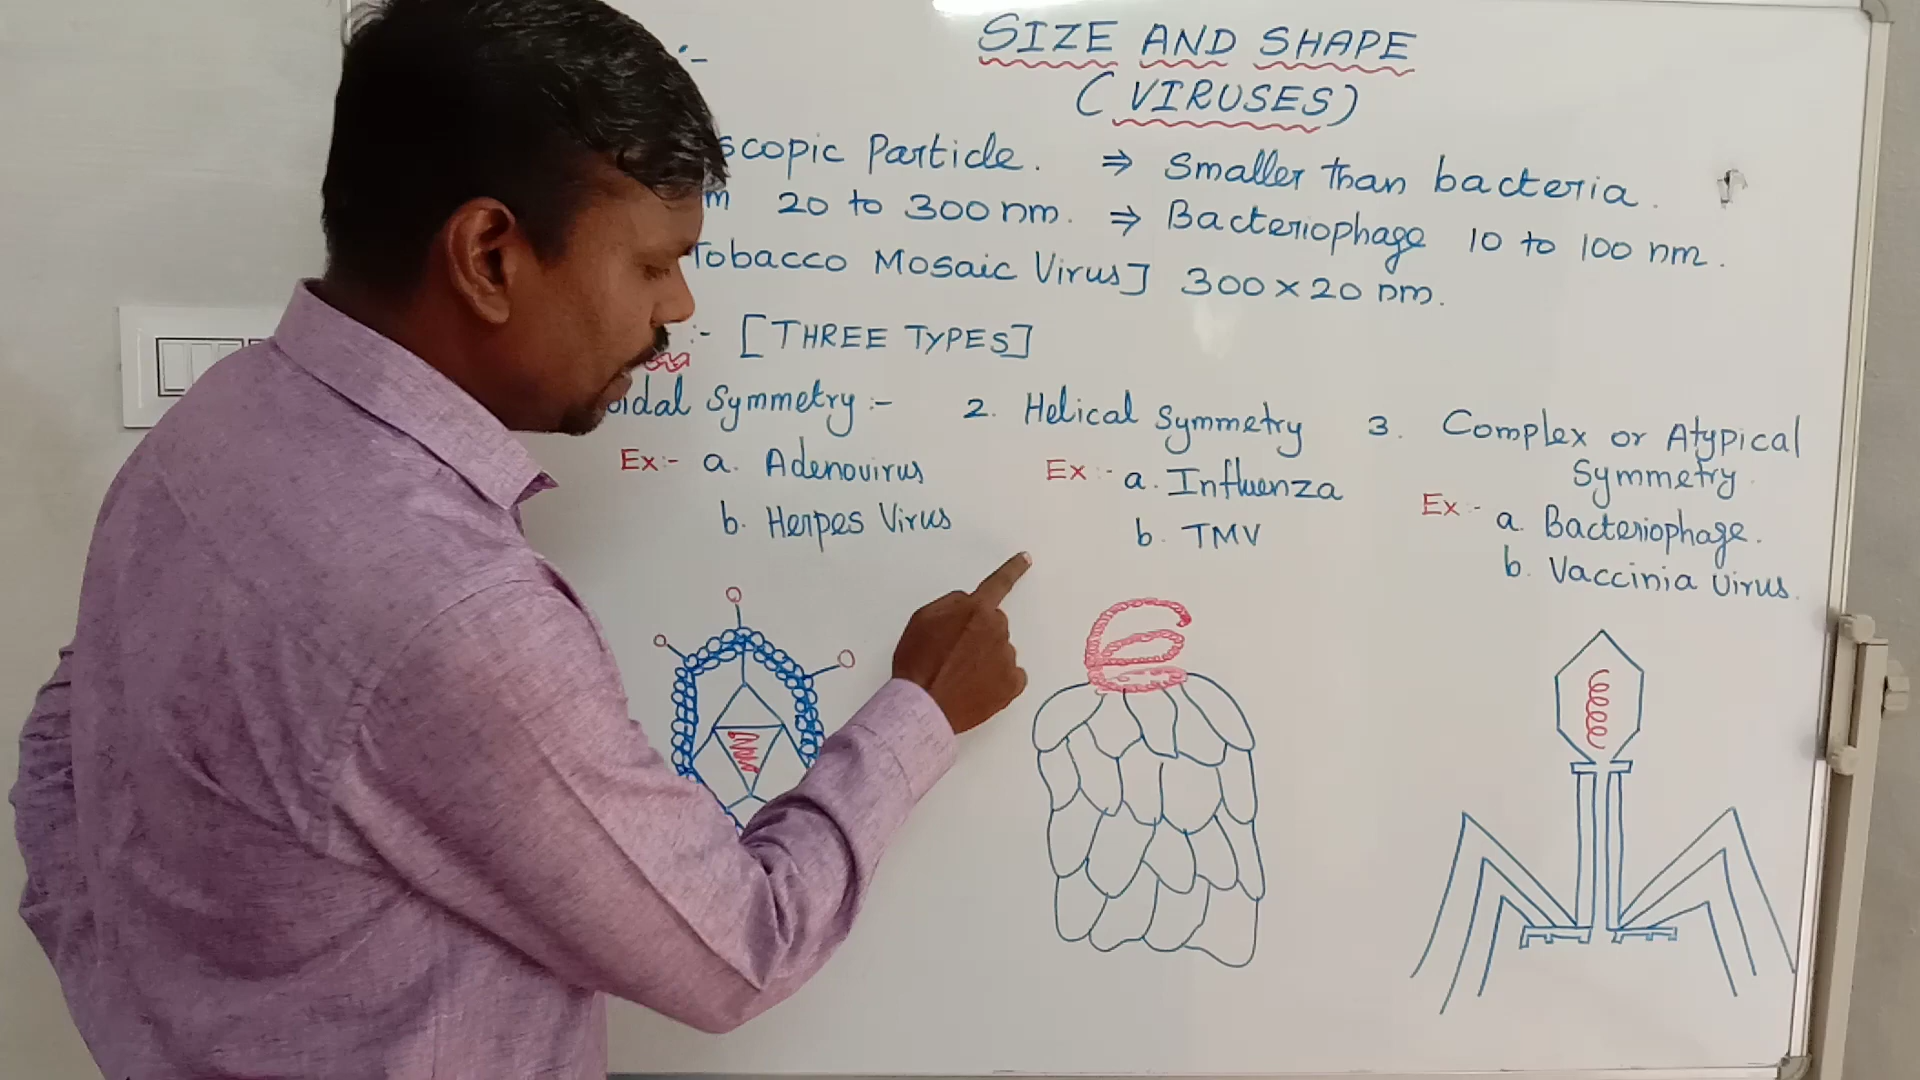 SIZE AND SHAPE
(VIRUSES)
:-
scopic Particle. ⇒ Smaller than bacteria.
m 20 to 300 nm. ⇒ Bacteriophage 10 to 100 nm.
Tobacco Mosaic Virus] 300 x 20 nm.
:- [THREE TYPES]
oidal Symmetry :-
Ex:- a. Adenovirus
b. Herpes Virus
2. Helical Symmetry
Ex:- a. Influenza
b. TMV
3. Complex or Atypical
Symmetry.
Ex:- a. Bacteriophage.
b. Vaccinia Virus.